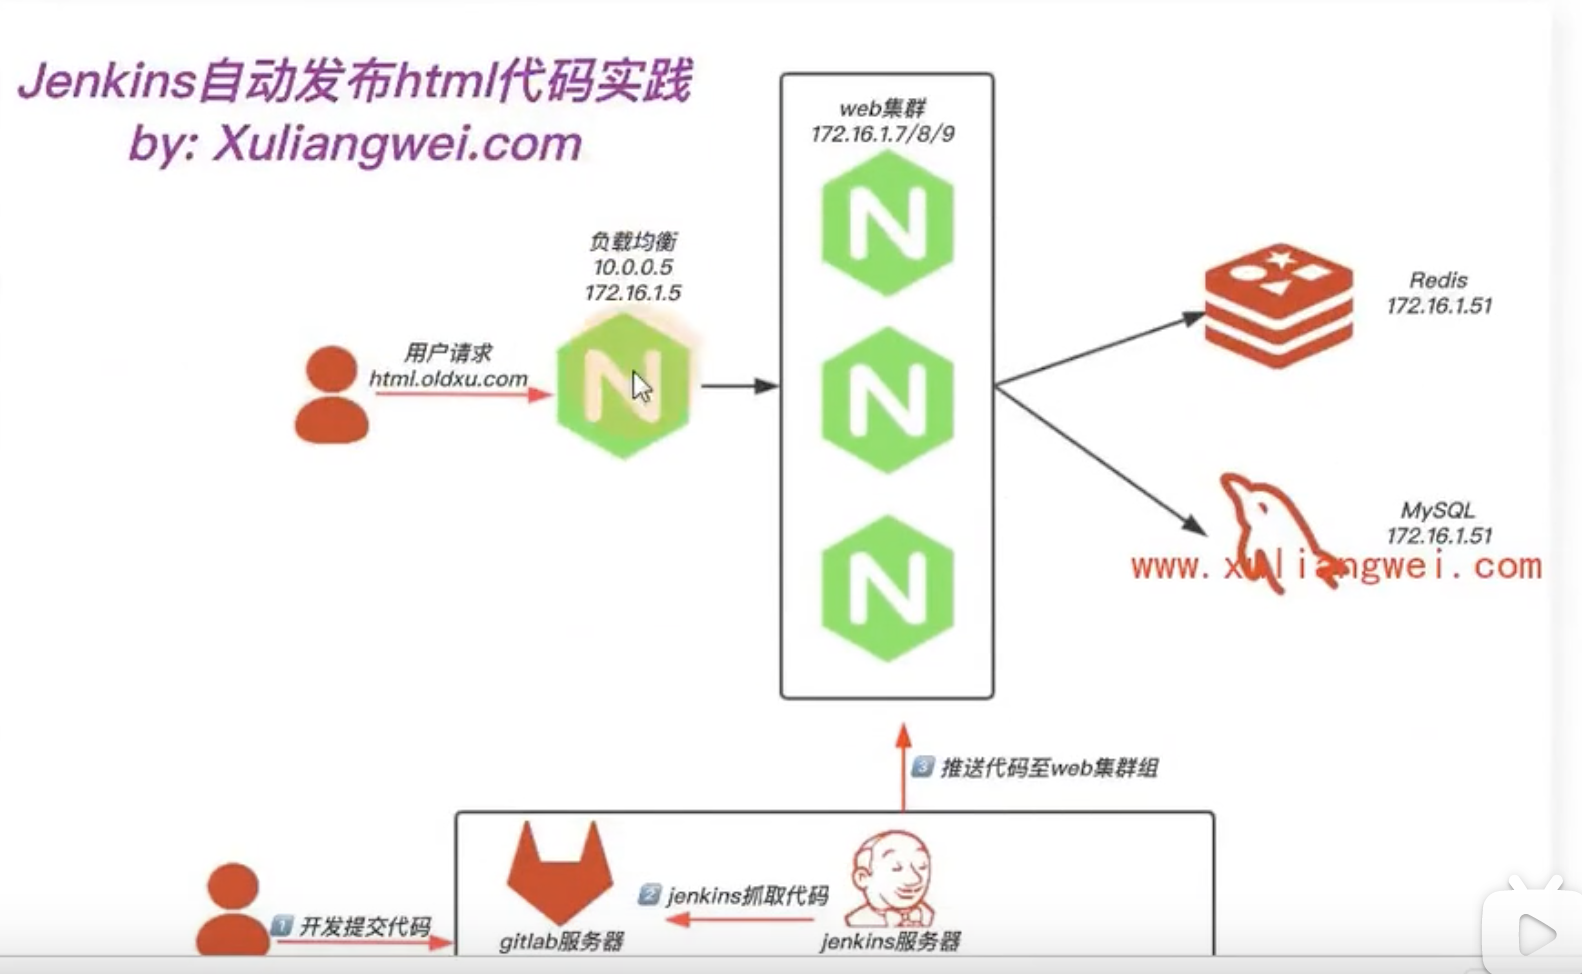 Jenkins自动发布html代码实践
by: Xuliangwei.com
web集群
172.16.1.7/8/9
负载均衡
10.0.0.5
172.16.1.5
用户请求
html.oldxu.com
Redis
172.16.1.51
MySQL
172.16.1.51
www.xuliangwei.com
3 推送代码至web集群组
1 开发提交代码
2 jenkins抓取代码
gitlab服务器
jenkins服务器